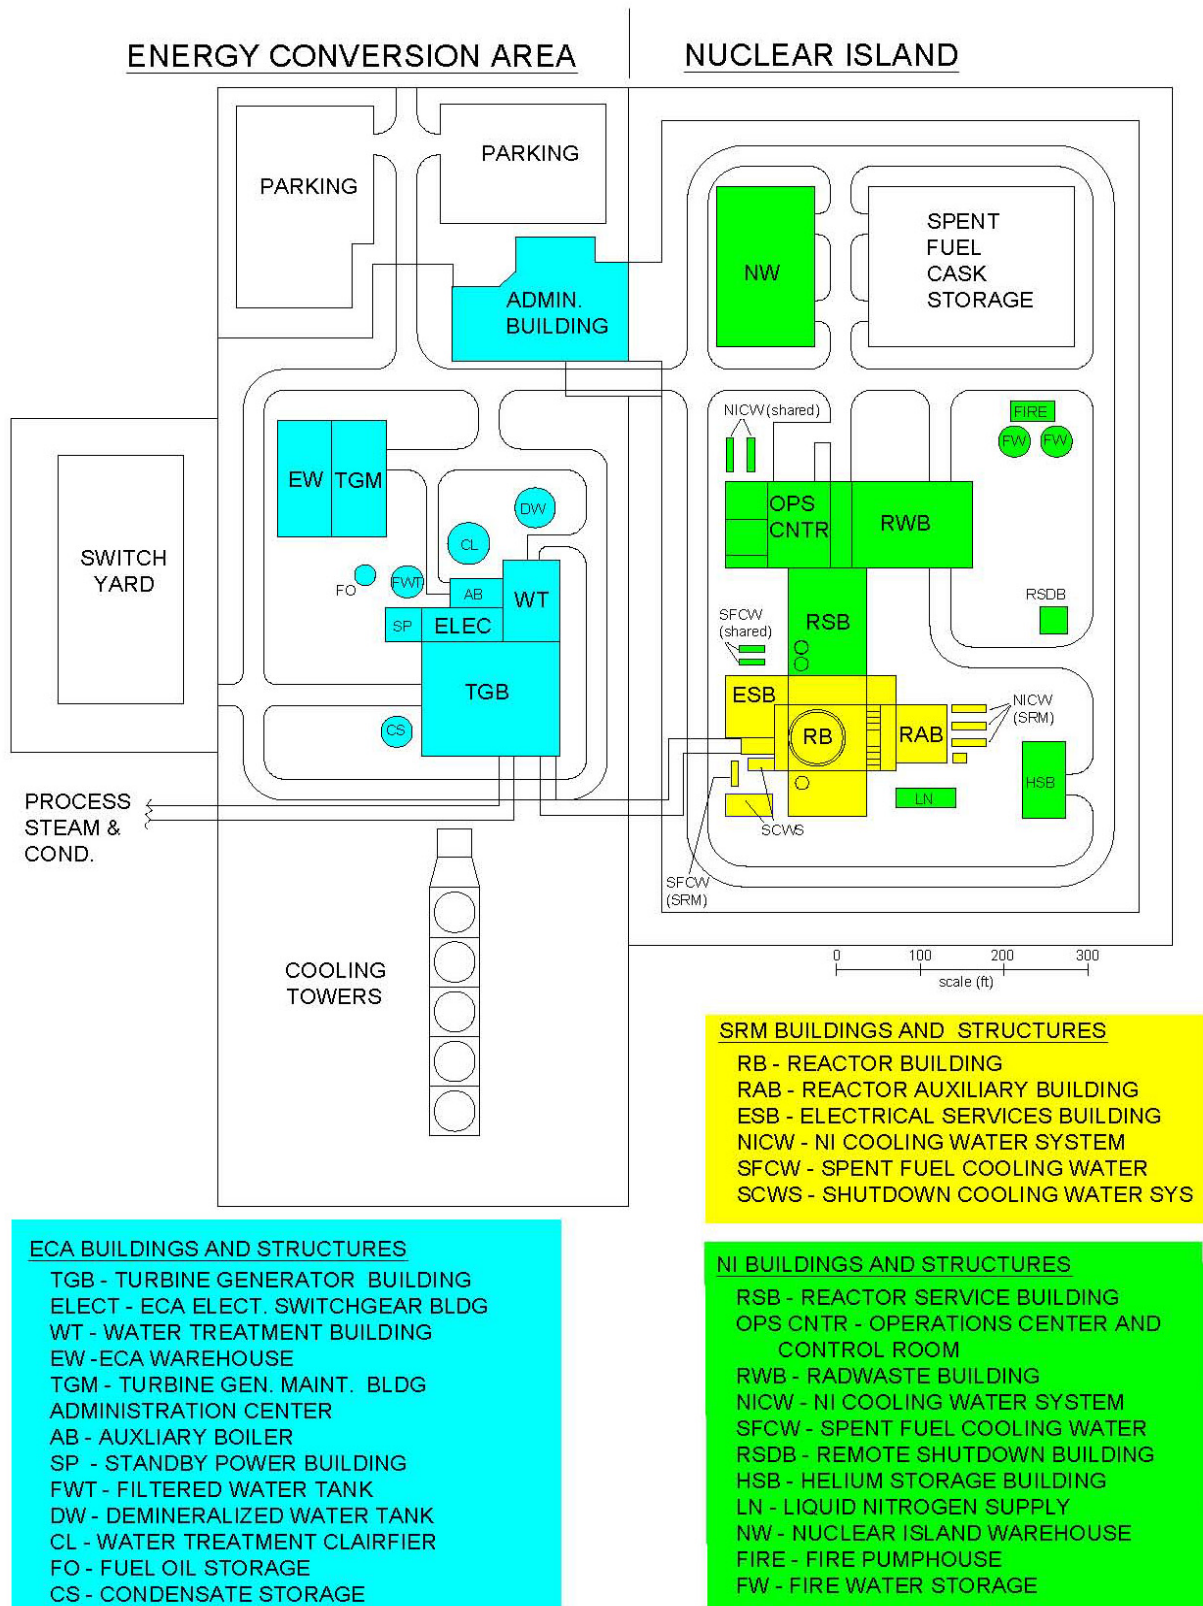 ENERGY CONVERSION AREA
NUCLEAR ISLAND
PARKING
PARKING
ADMIN.
BUILDING
NW
SPENT
FUEL
CASK
STORAGE
NICW (shared)
FIRE
FW
FW
EW
TGM
DW
CL
OPS
CNTR
RWB
SWITCH
YARD
FO
FWT
AB
WT
SP
ELEC
SFCW
(shared)
RSB
RSDB
TGB
CS
ESB
RB
RAB
NICW
(SRM)
HSB
LN
PROCESS
STEAM &
COND.
SCWS
SFCW
(SRM)
COOLING
TOWERS
0 100 200 300
scale (ft)
SRM BUILDINGS AND STRUCTURES
RB - REACTOR BUILDING
RAB - REACTOR AUXILIARY BUILDING
ESB - ELECTRICAL SERVICES BUILDING
NICW - NI COOLING WATER SYSTEM
SFCW - SPENT FUEL COOLING WATER
SCWS - SHUTDOWN COOLING WATER SYS
ECA BUILDINGS AND STRUCTURES
TGB - TURBINE GENERATOR BUILDING
ELECT - ECA ELECT. SWITCHGEAR BLDG
WT - WATER TREATMENT BUILDING
EW -ECA WAREHOUSE
TGM - TURBINE GEN. MAINT. BLDG
ADMINISTRATION CENTER
AB - AUXLIARY BOILER
SP - STANDBY POWER BUILDING
FWT - FILTERED WATER TANK
DW - DEMINERALIZED WATER TANK
CL - WATER TREATMENT CLAIRFIER
FO - FUEL OIL STORAGE
CS - CONDENSATE STORAGE
NI BUILDINGS AND STRUCTURES
RSB - REACTOR SERVICE BUILDING
OPS CNTR - OPERATIONS CENTER AND
CONTROL ROOM
RWB - RADWASTE BUILDING
NICW - NI COOLING WATER SYSTEM
SFCW - SPENT FUEL COOLING WATER
RSDB - REMOTE SHUTDOWN BUILDING
HSB - HELIUM STORAGE BUILDING
LN - LIQUID NITROGEN SUPPLY
NW - NUCLEAR ISLAND WAREHOUSE
FIRE - FIRE PUMPHOUSE
FW - FIRE WATER STORAGE